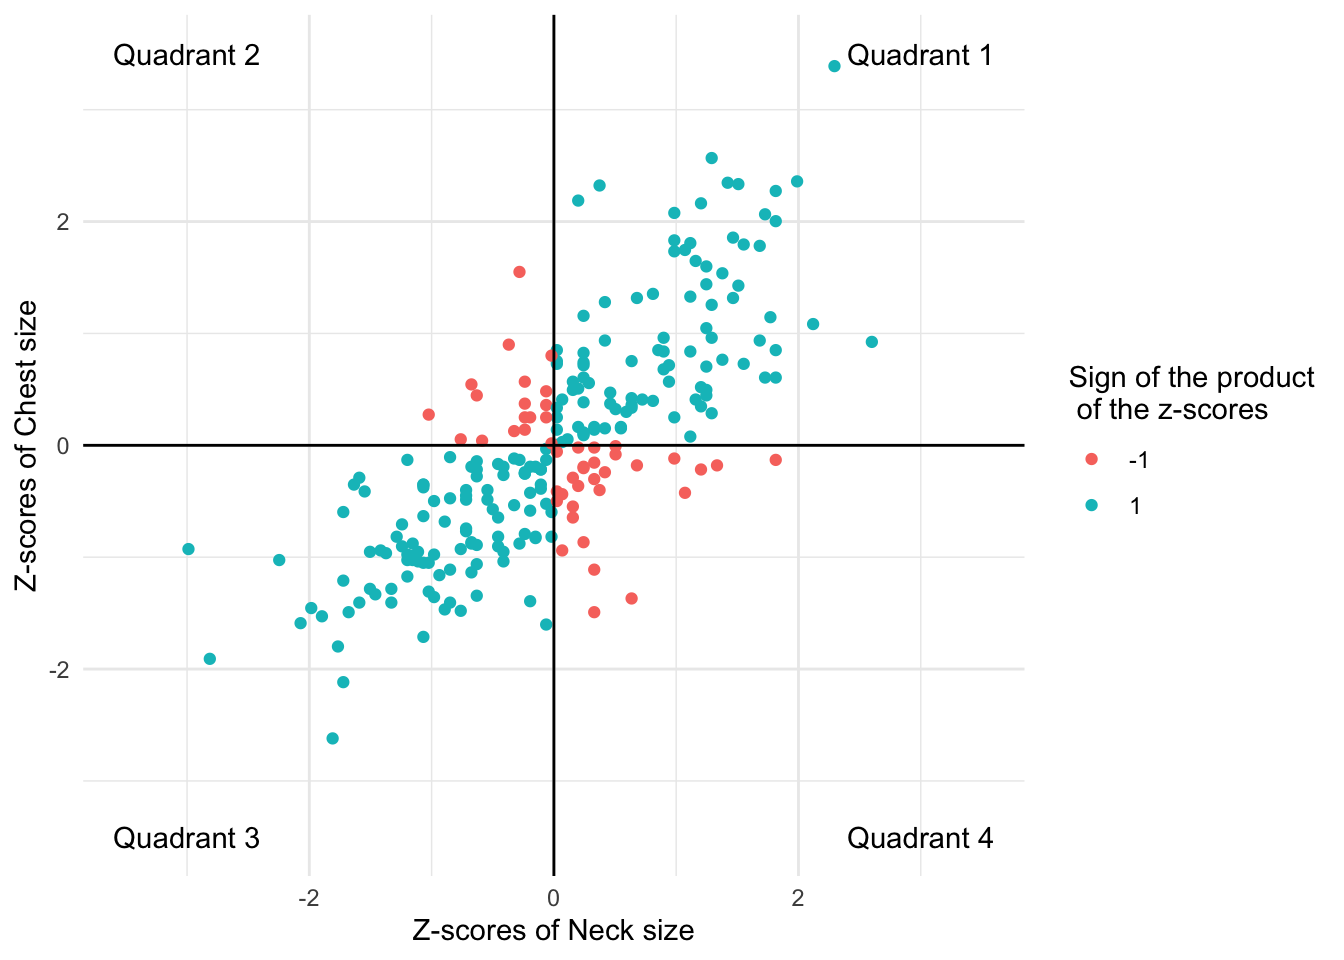 Quadrant 2
Quadrant 1
2
0
-2
Z-scores of Chest size
Quadrant 3
Quadrant 4
-2
0
2
Z-scores of Neck size
Sign of the product
of the z-scores
-1
1